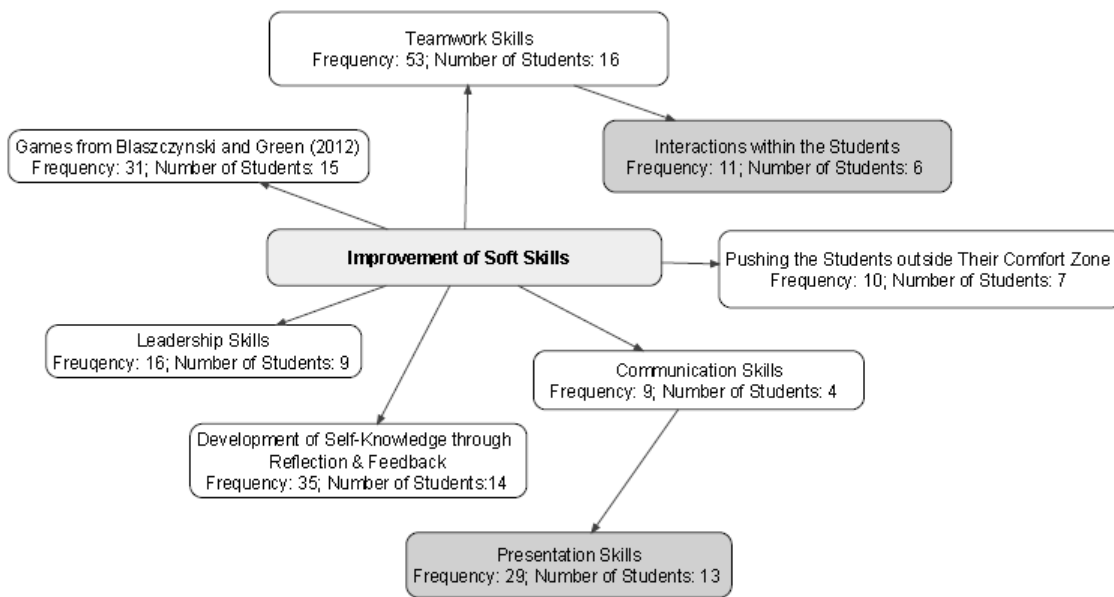 Teamwork Skills
Frequency: 53; Number of Students: 16
Games from Blaszczynski and Green (2012)
Frequency: 31; Number of Students: 15
Interactions within the Students
Frequency: 11; Number of Students: 6
Improvement of Soft Skills
Pushing the Students outside Their Comfort Zone
Frequency: 10; Number of Students: 7
Leadership Skills
Freuqency: 16; Number of Students: 9
Communication Skills
Frequency: 9; Number of Students: 4
Development of Self-Knowledge through
Reflection & Feedback
Frequency: 35; Number of Students:14
Presentation Skills
Frequency: 29; Number of Students: 13